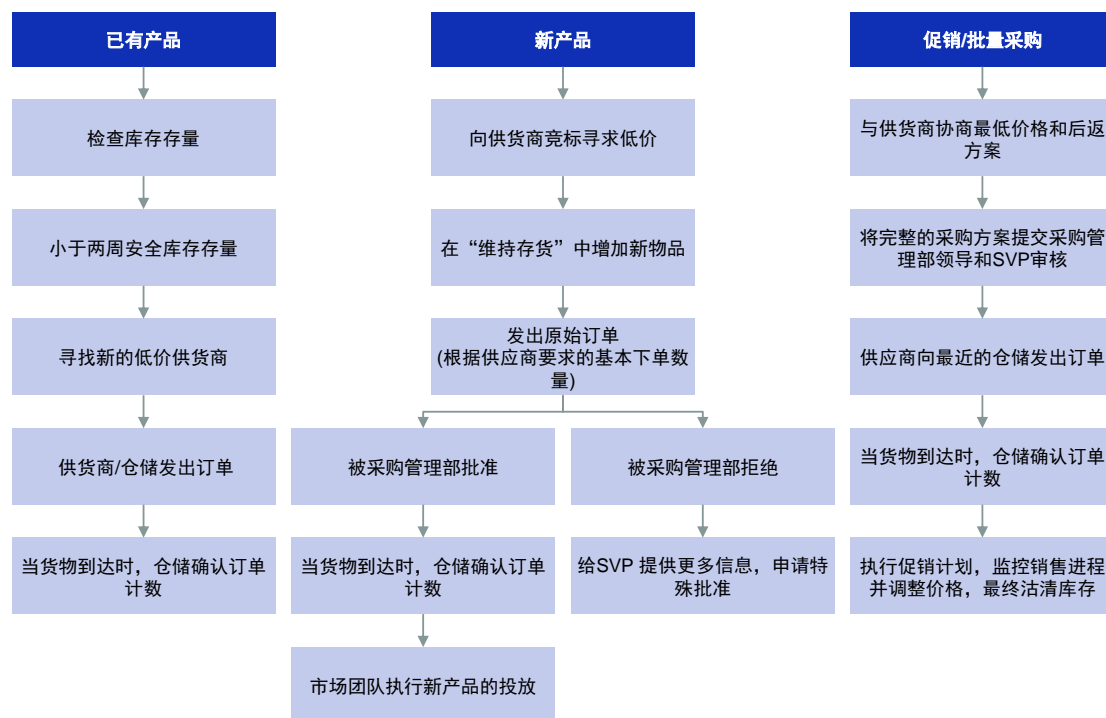 已有产品
检查库存存量
小于两周安全库存存量
寻找新的低价供货商
供货商/仓储发出订单
当货物到达时，仓储确认订单
计数
新产品
向供货商竞标寻求低价
在“维持存货”中增加新物品
发出原始订单
(根据供应商要求的基本下单数
量)
被采购管理部批准
当货物到达时，仓储确认订单
计数
市场团队执行新产品的投放
被采购管理部拒绝
给SVP 提供更多信息，申请特
殊批准
促销/批量采购
与供货商协商最低价格和后返
方案
将完整的采购方案提交采购管
理部领导和SVP审核
供应商向最近的仓储发出订单
当货物到达时，仓储确认订单
计数
执行促销计划，监控销售进程
并调整价格，最终沽清库存